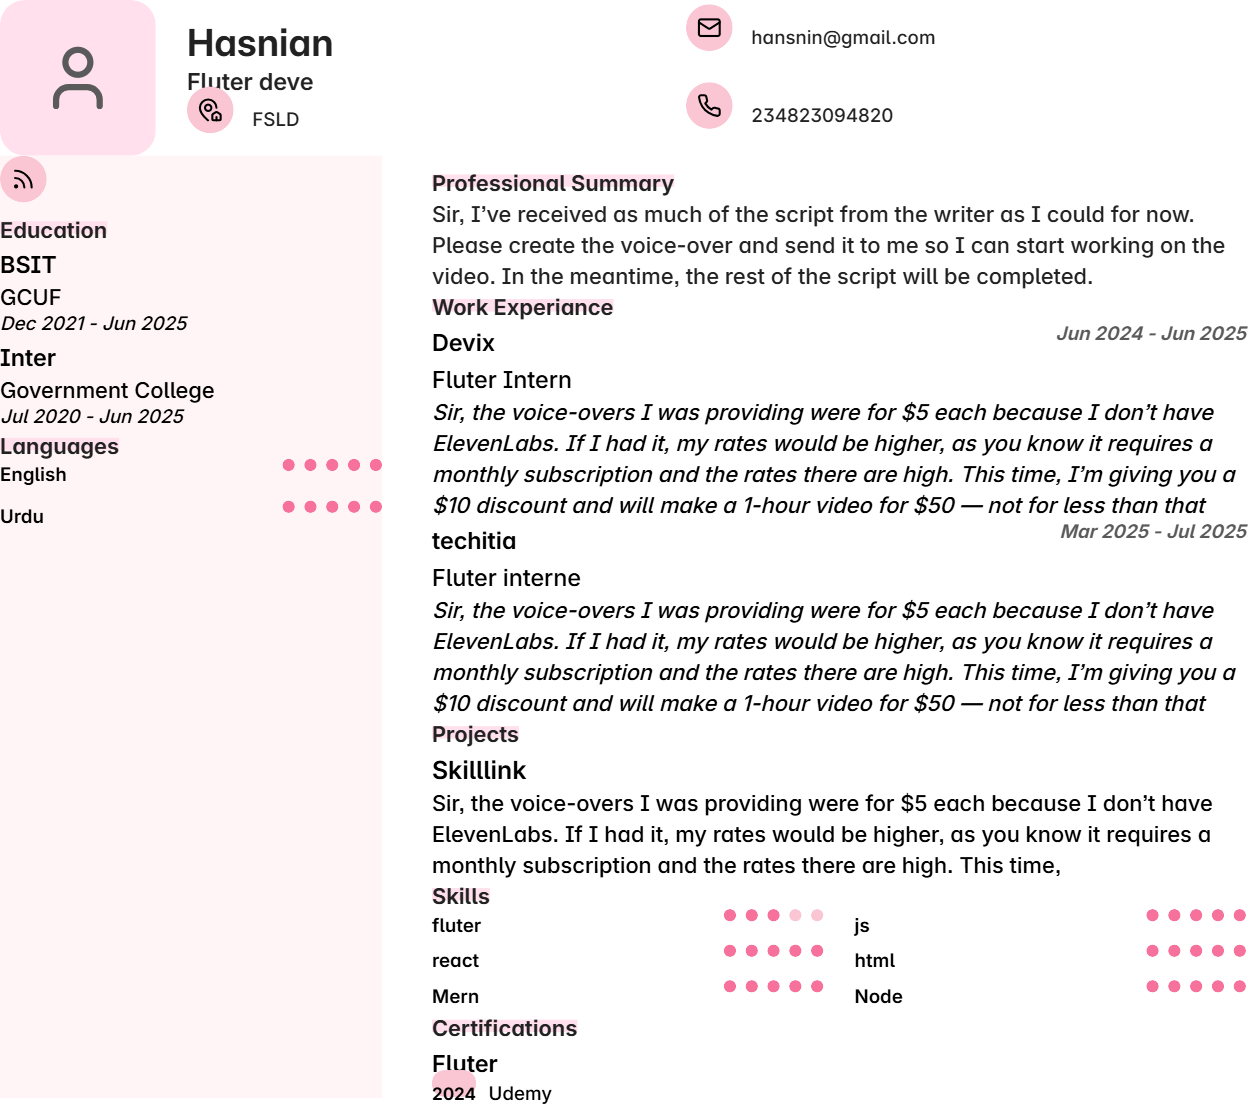 Hasnian
Fluter deve
FSLD
hansnin@gmail.com
234823094820
Education
BSIT
GCUF
Dec 2021 - Jun 2025
Inter
Government College
Jul 2020 - Jun 2025
Languages
English
Urdu
Professional Summary
Sir, I’ve received as much of the script from the writer as I could for now.
Please create the voice-over and send it to me so I can start working on the
video. In the meantime, the rest of the script will be completed.
Work Experiance
Devix
Jun 2024 - Jun 2025
Fluter Intern
Sir, the voice-overs I was providing were for $5 each because I don’t have
ElevenLabs. If I had it, my rates would be higher, as you know it requires a
monthly subscription and the rates there are high. This time, I’m giving you a
$10 discount and will make a 1-hour video for $50 — not for less than that
techitia
Mar 2025 - Jul 2025
Fluter interne
Sir, the voice-overs I was providing were for $5 each because I don’t have
ElevenLabs. If I had it, my rates would be higher, as you know it requires a
monthly subscription and the rates there are high. This time, I’m giving you a
$10 discount and will make a 1-hour video for $50 — not for less than that
Projects
Skilllink
Sir, the voice-overs I was providing were for $5 each because I don’t have
ElevenLabs. If I had it, my rates would be higher, as you know it requires a
monthly subscription and the rates there are high. This time,
Skills
fluter
js
react
html
Mern
Node
Certifications
Fluter
2024 Udemy